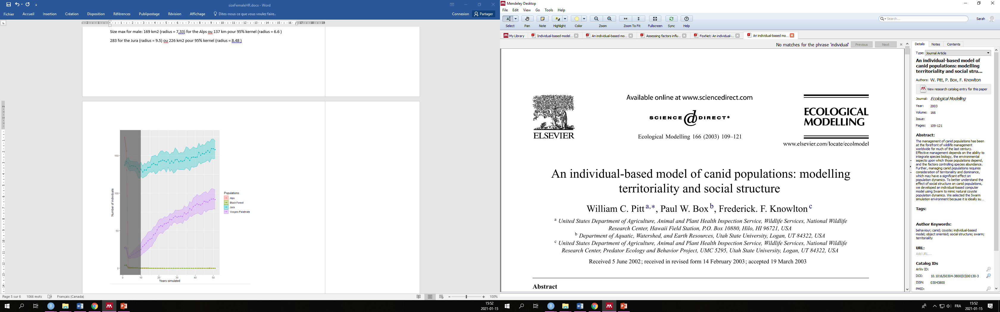 sizeFemaleHR.docx - Word
Fichier Accueil Insertion Création Disposition Références Publipostage Révision Affichage Dites-nous ce que vous voulez faire.. Connexion Partager
Size max for male: 169 km2 (radius = 7,33) for the Alps ou 137 km pour 95% kernel (radius = 6.6 )
283 for the Jura (radius = 9.5) ou 226 km2 pour 95% kernel (radius = 8,48 )
Number of individuals
150
100
50
0
0 10 20 30 40 50
Years simulated
Populations
Alps
Black Forest
Jura
Vosges-Palatinate
Page 5 sur 6 1066 mots Français (Canada) 100%
15:52
2021-01-15
Mendeley Desktop
File Edit View Go Tools Help
Select Pan Note Highlight Color Zoom Zoom To Fit Fullscreen Sync Help
Search...
Sarah
My Library Individual-based model... An individual-based mo... Assessing factors influ... FoxNet: An individual-... An individual-based mo...
No matches for the phrase 'individual' Previous Next
Available online at www.sciencedirect.com
SCIENCE DIRECT
ELSEVIER
Ecological Modelling 166 (2003) 109–121
ECOLOGICAL
MODELLING
www.elsevier.com/locate/ecolmodel
An individual-based model of canid populations: modelling
territoriality and social structure
William C. Pitt a,*, Paul W. Box b, Frederick. F. Knowlton c
a United States Department of Agriculture, Animal and Plant Health Inspection Service, Wildlife Services, National Wildlife
Research Center, Hawaii Field Station, P.O. Box 10880, Hilo, HI 96721, USA
b Department of Aquatic, Watershed, and Earth Resources, Utah State University, Logan, UT 84322, USA
c United States Department of Agriculture, Animal and Plant Health Inspection Service, Wildlife Services, National Wildlife
Research Center, Predator Ecology and Behavior Project, UMC 5295, Utah State University, Logan, UT 84322, USA
Received 5 June 2002; received in revised form 14 February 2003; accepted 19 March 2003
Abstract
Details Notes Contents
Type: Journal Article
An individual-based model of
canid populations: modelling
territoriality and social stru...
Authors: W. Pitt, P. Box, F. Knowlton
View research catalog entry for this paper
Journal: Ecological Modelling
Year: 2003
Volume: 166
Issue:
Pages: 109-121
Abstract:
The management of canid populations has been
at the forefront of wildlife management
worldwide for much of the last century.
Effective management depends on the ability to
integrate species biology, the environmental
aspects upon which those populations depend,
and the factors controlling species abundance.
Further, managing canid populations requires
consideration of territoriality and dominance,
which may have a significant effect on
population dynamics. To better understand the
effect of social structure on canid populations,
we developed an individual-based computer
model using Swarm to mimic natural coyote
population dynamics. We selected the Swarm
simulation environment because it is ideally su...
Tags:
Author Keywords:
behaviour; canid; coyote; individual-based
model; object oriented; social structure; swarm;
territoriality
URL:
Add URL...
Catalog IDs
ArXiv ID:
DOI: 10.1016/S0304-3800(03)00130-3
ISSN: 03043800
PMID:
FRA
15:52
2021-01-15